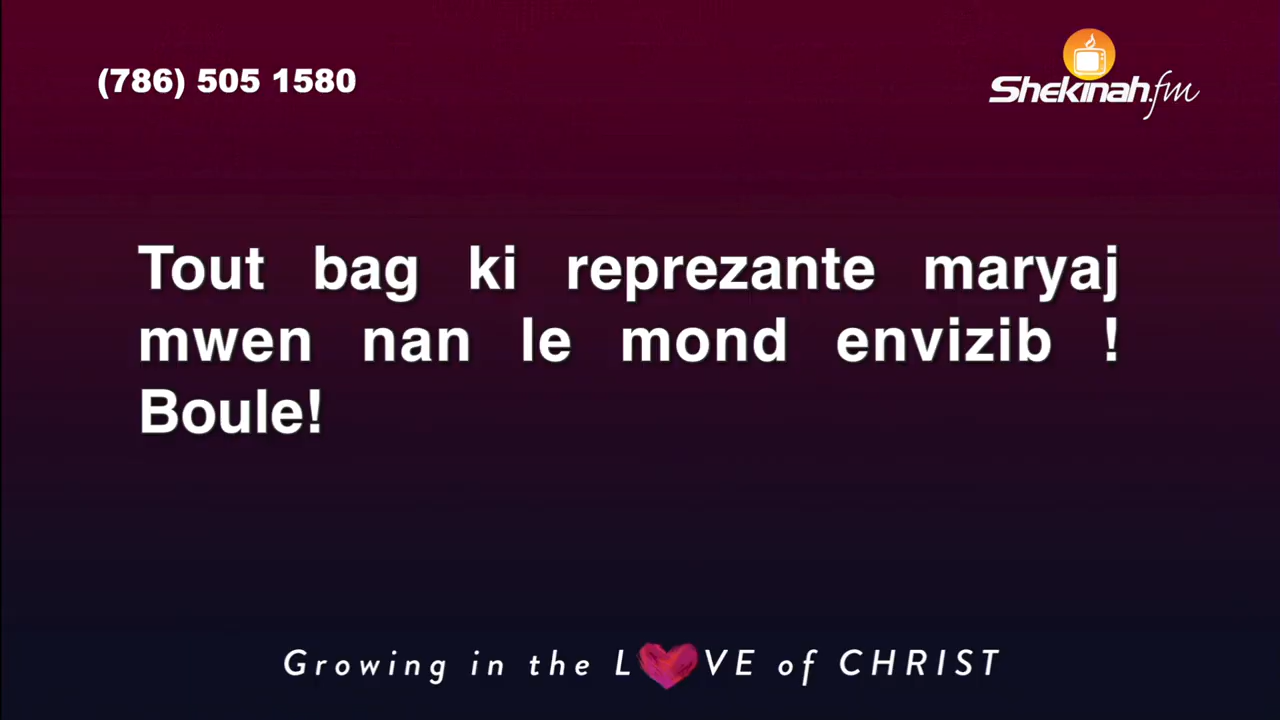 (786) 505 1580
Shekinah.fm
Tout bag ki reprezante maryaj
mwen nan le mond envizib !
Boule!
Growing in the L VE of CHRIST